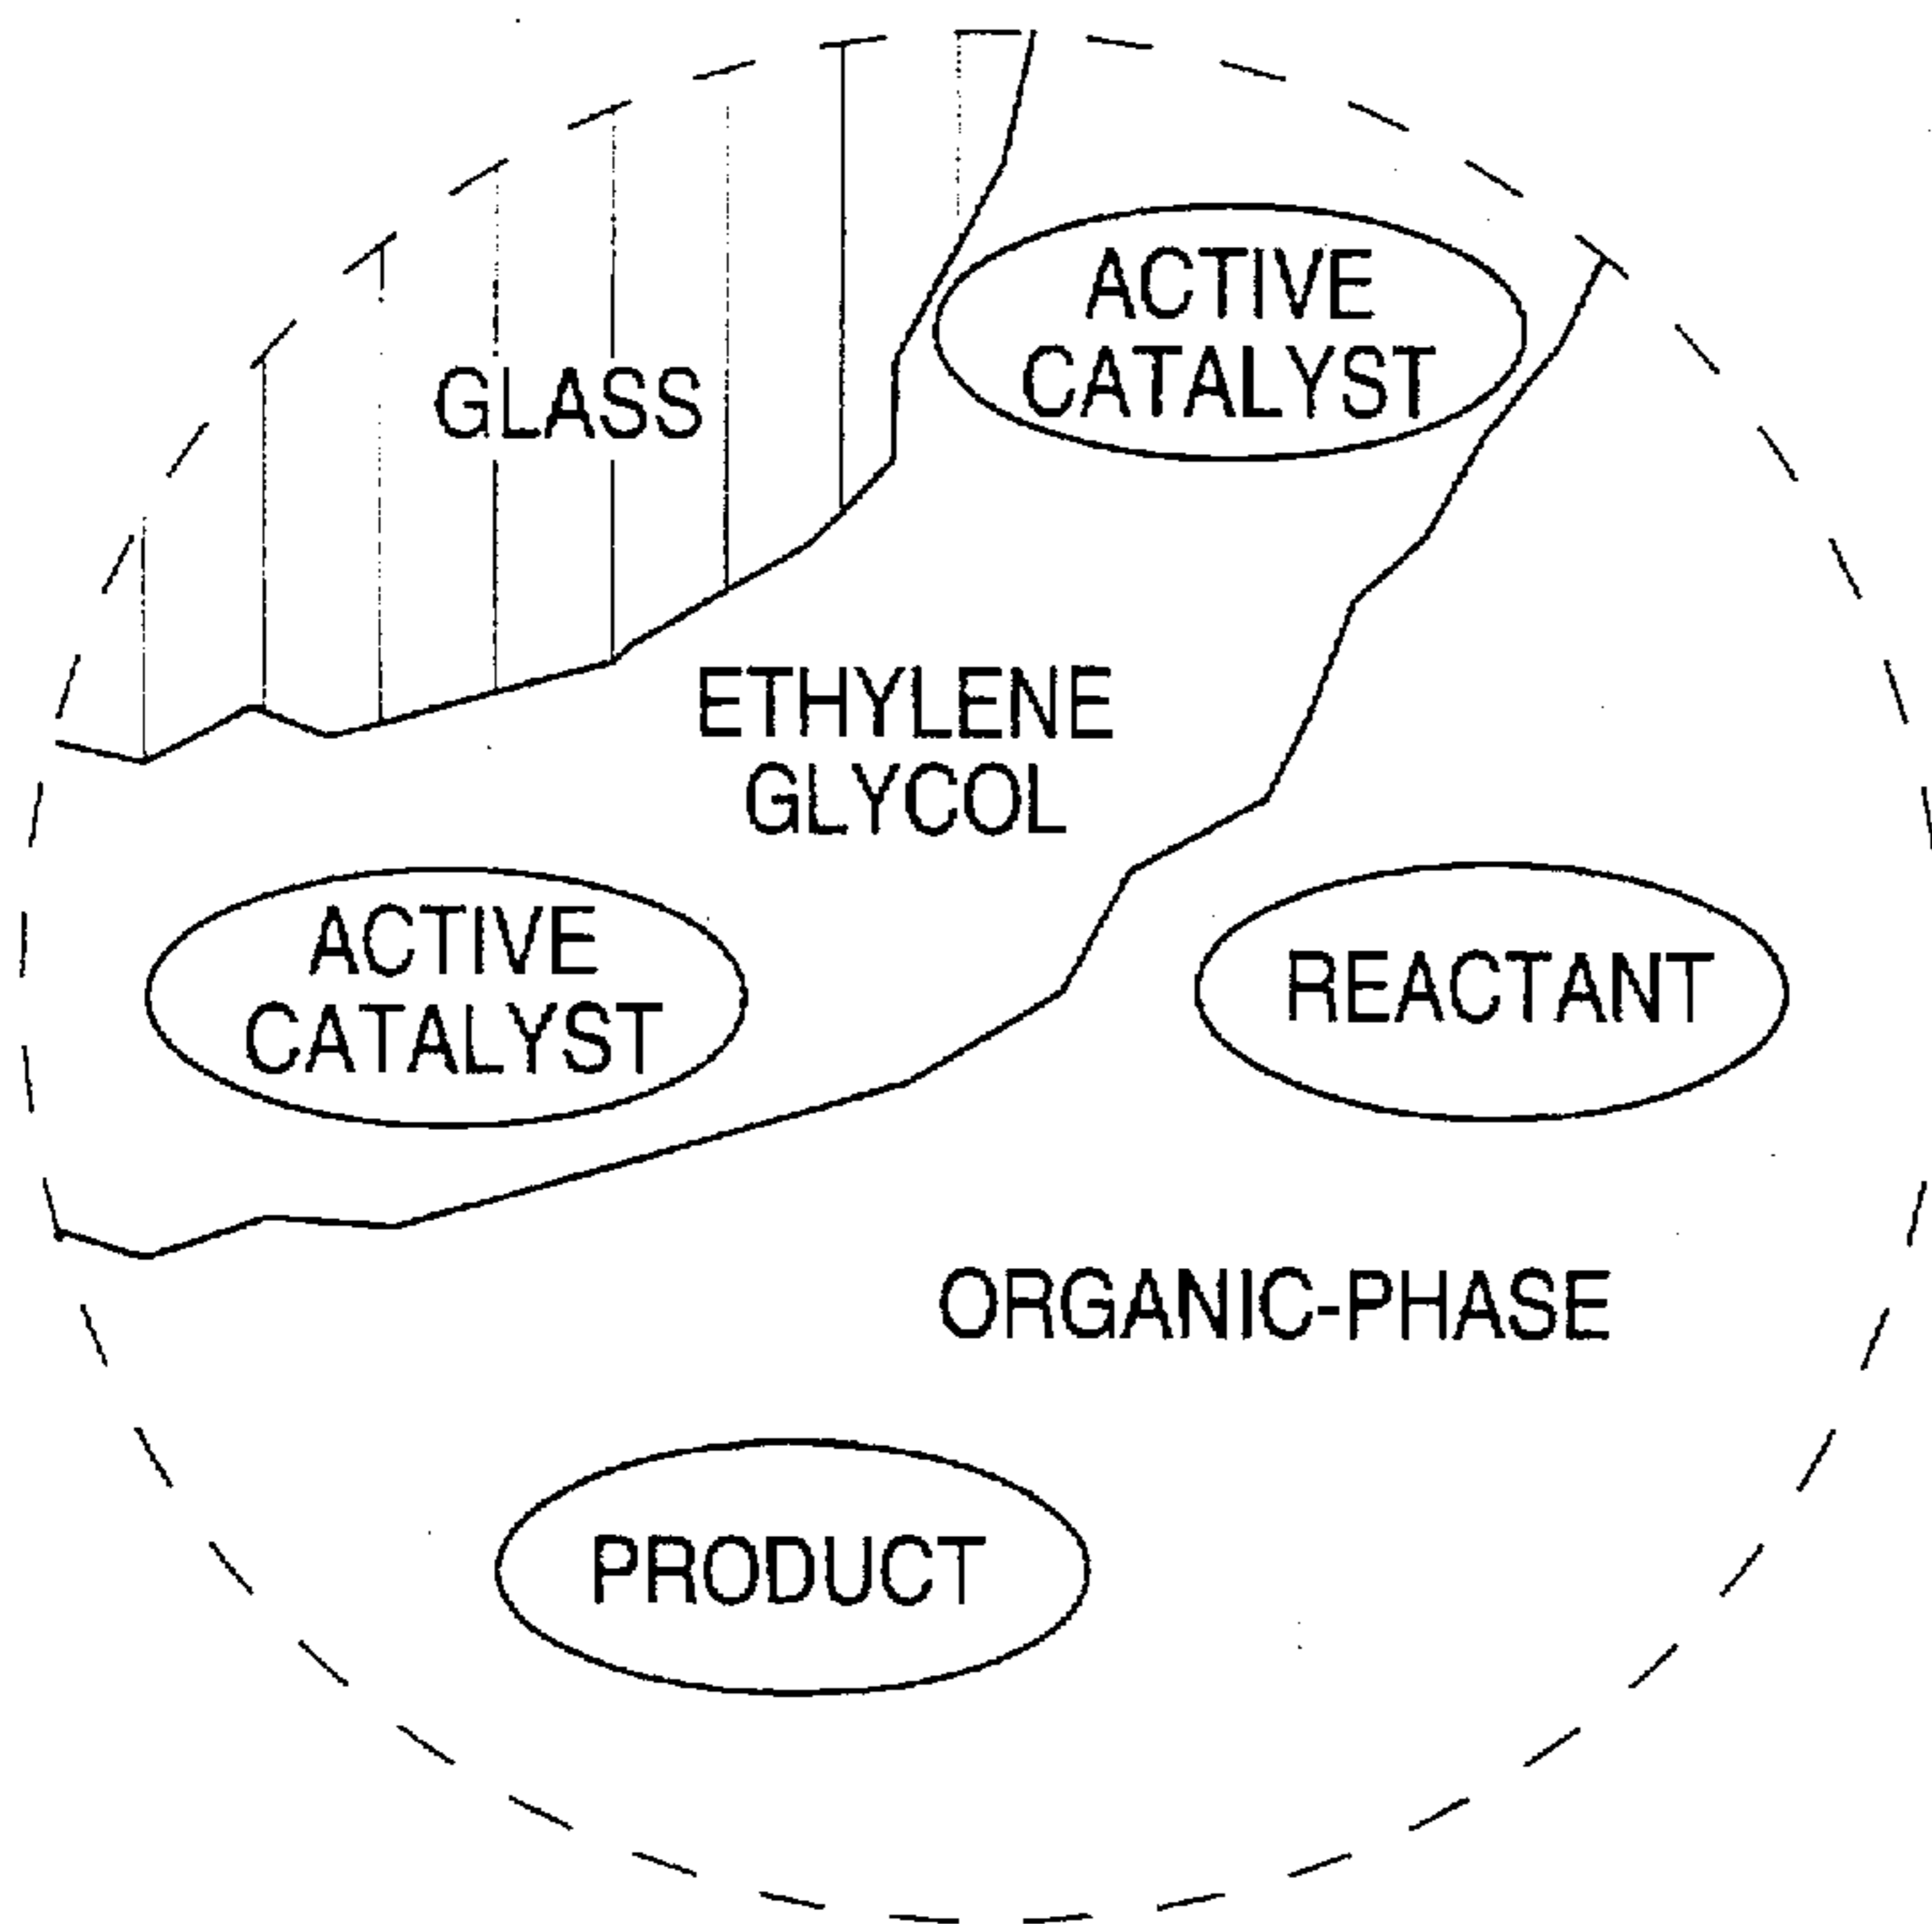 ACTIVE
CATALYST
GLASS
ETHYLENE
GLYCOL
ACTIVE
CATALYST
REACTANT
ORGANIC-PHASE
PRODUCT